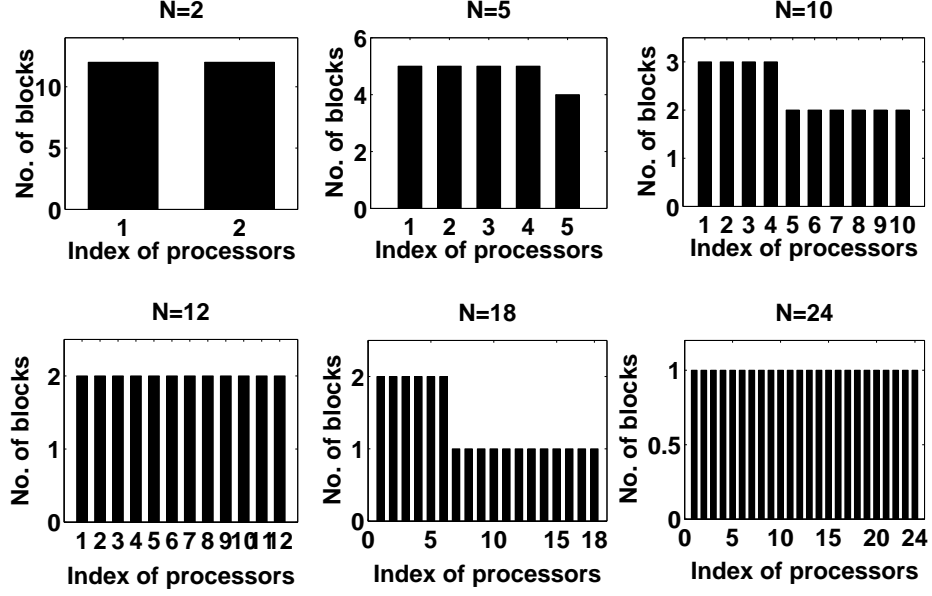 N=2
No. of blocks
10
5
0
1 2
Index of processors
N=5
No. of blocks
6
4
2
0
1 2 3 4 5
Index of processors
N=10
No. of blocks
3
2
1
0
1 2 3 4 5 6 7 8 9 10
Index of processors
N=12
No. of blocks
2
1
0
1 2 3 4 5 6 7 8 9 10 11 12
Index of processors
N=18
No. of blocks
2
1
0
0 5 10 15 18
Index of processors
N=24
No. of blocks
1
0.5
0
0 5 10 15 20 24
Index of processors